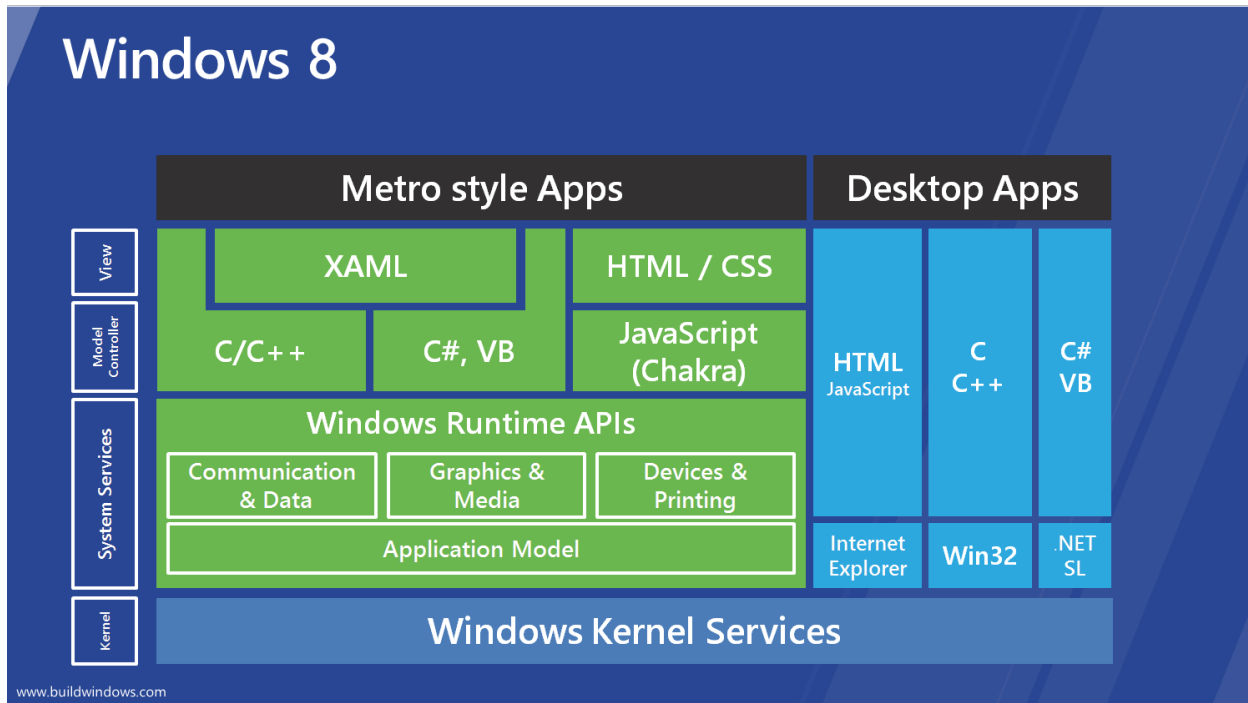 Windows 8
Metro style Apps
Desktop Apps
View
XAML
HTML / CSS
Model
Controller
C/C++
C#, VB
JavaScript
(Chakra)
HTML
JavaScript
C
C++
C#
VB
System Services
Windows Runtime APIs
Communication
& Data
Graphics &
Media
Devices &
Printing
Application Model
Internet
Explorer
Win32
.NET
SL
Kernel
Windows Kernel Services
www.buildwindows.com